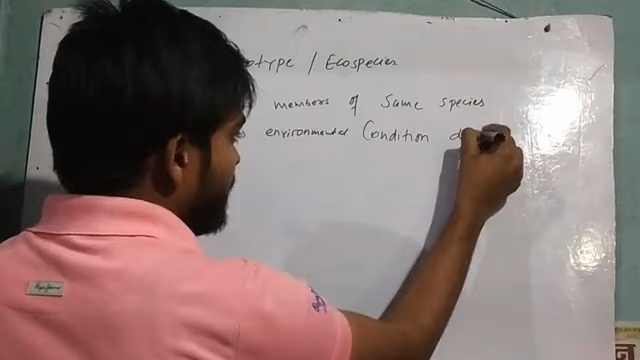 otype / Ecospecies
members of Same species
environmental Condition d